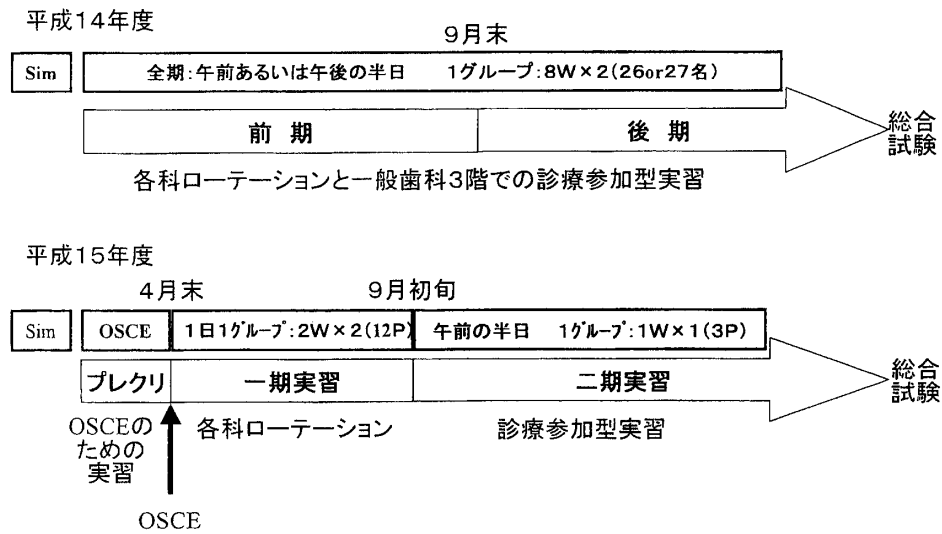 平成14年度
9月末
Sim
全期:午前あるいは午後の半日 1グループ:8W×2(26or27名)
前 期
後 期
総合
試験
各科ローテーションと一般歯科3階での診療参加型実習
平成15年度
4月末
9月初旬
Sim
OSCE
1日1グループ:2W×2(12P)
午前の半日 1グループ:1W×1(3P)
プレクリ
一期実習
二期実習
総合
試験
OSCEの
ための
実習
各科ローテーション
診療参加型実習
OSCE